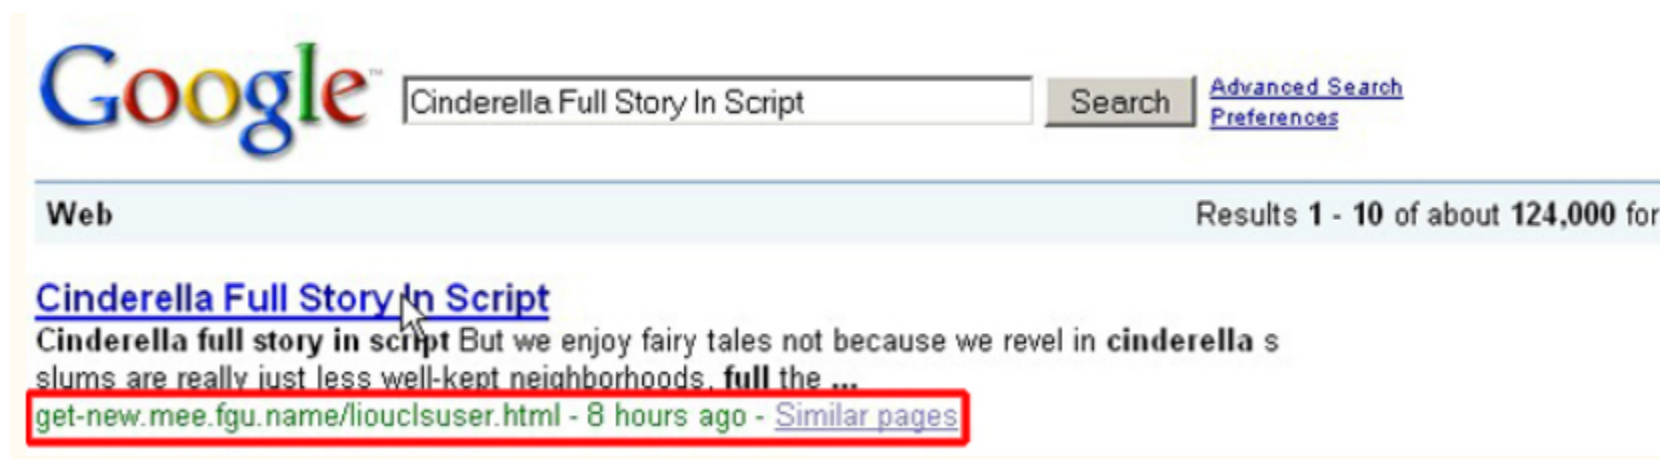 Google™
Cinderella Full Story In Script
Search
Advanced Search
Preferences
Web
Results 1 - 10 of about 124,000 for
Cinderella Full Story In Script
Cinderella full story in script But we enjoy fairy tales not because we revel in cinderella s
slums are really just less well-kept neighborhoods, full the ...
get-new.mee.fgu.name/liouclsuser.html - 8 hours ago - Similar pages